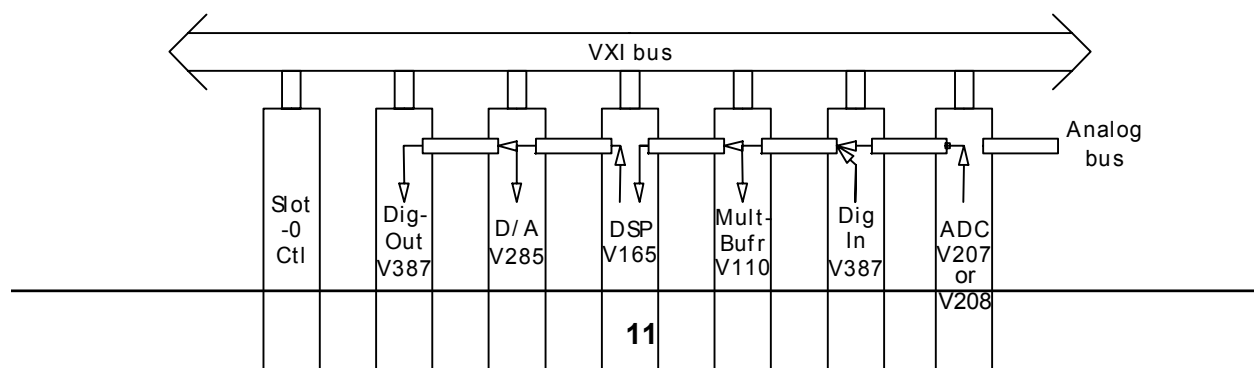 VXI bus
Analog
bus
Slot
-0
Ctl
Dig-
Out
V387
D/A
V285
DSP
V165
Mult-
Bufr
V110
Dig
In
V387
ADC
V207
or
V208
11